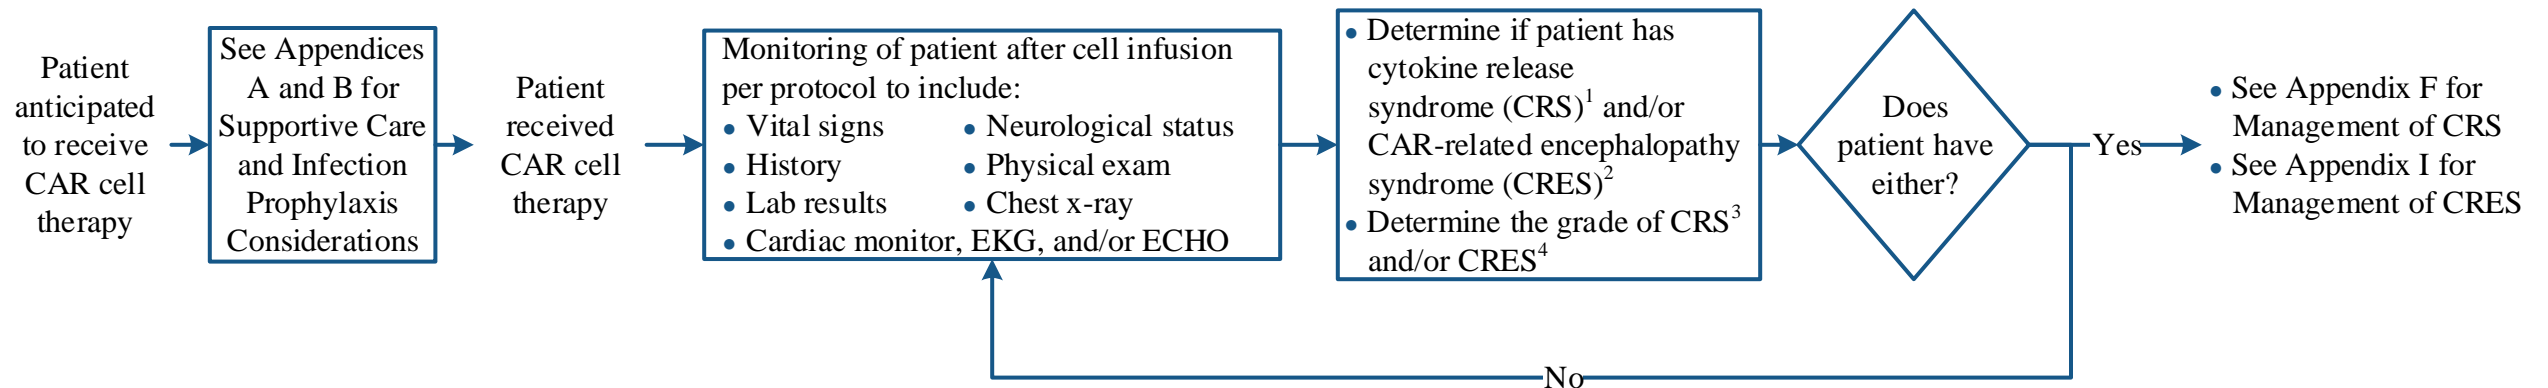 Patient
anticipated
to receive
CAR cell
therapy
See Appendices
A and B for
Supportive Care
and Infection
Prophylaxis
Considerations
Patient
received
CAR cell
therapy
Monitoring of patient after cell infusion
per protocol to include:
● Vital signs
● Neurological status
● History
● Physical exam
● Lab results
● Chest x-ray
● Cardiac monitor, EKG, and/or ECHO
● Determine if patient has
cytokine release
syndrome (CRS)¹ and/or
CAR-related encephalopathy
syndrome (CRES)²
● Determine the grade of CRS³
and/or CRES⁴
Does
patient have
either?
Yes
● See Appendix F for
Management of CRS
● See Appendix I for
Management of CRES
No